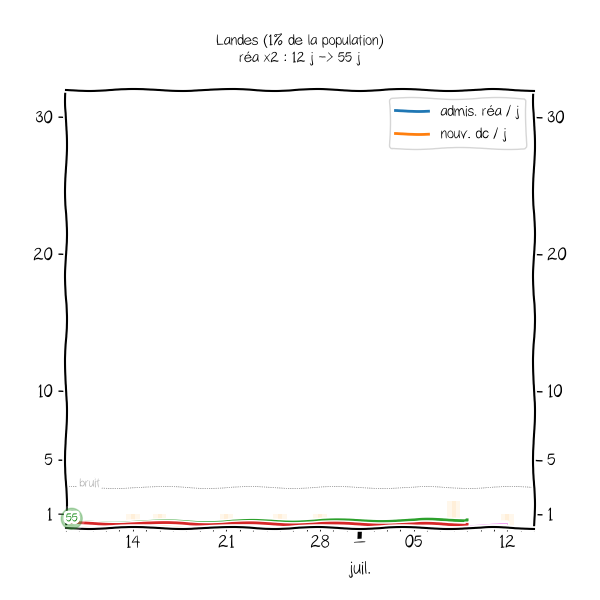 Landes (1% de la population)
réa x2 : 12 j -> 55 j
admis. réa / j
nouv. dc / j
30
30
20
20
10
10
5
5
bruit
1
1
55
14
21
28
1
05
12
juil.